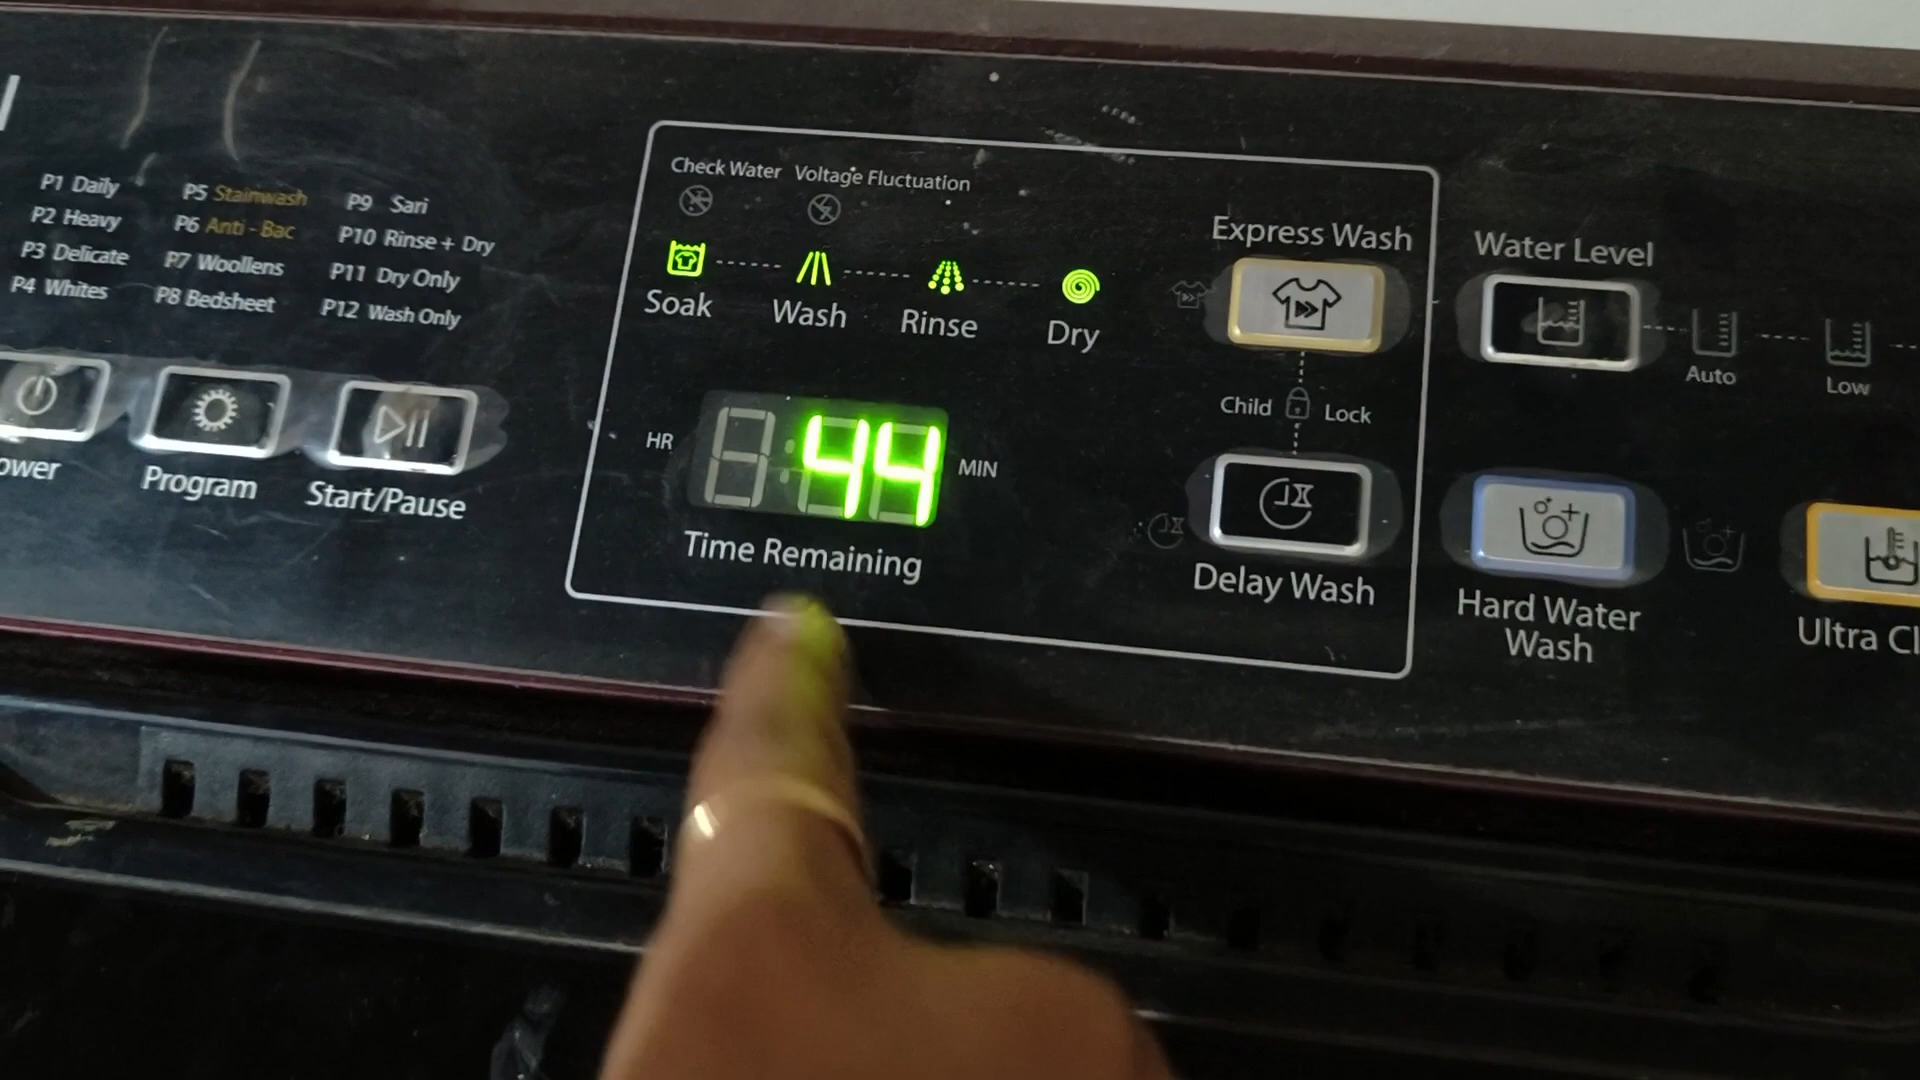 P1 Daily
P2 Heavy
P3 Delicate
P4 Whites
P5 Stainwash
P6 Anti - Bac
P7 Woollens
P8 Bedsheet
P9 Sari
P10 Rinse + Dry
P11 Dry Only
P12 Wash Only
Program
Start/Pause
Check Water
Voltage Fluctuation
Soak
Wash
Rinse
Dry
HR
44
MIN
Time Remaining
Express Wash
Child Lock
Delay Wash
Water Level
Auto
Low
Hard Water
Wash
Ultra